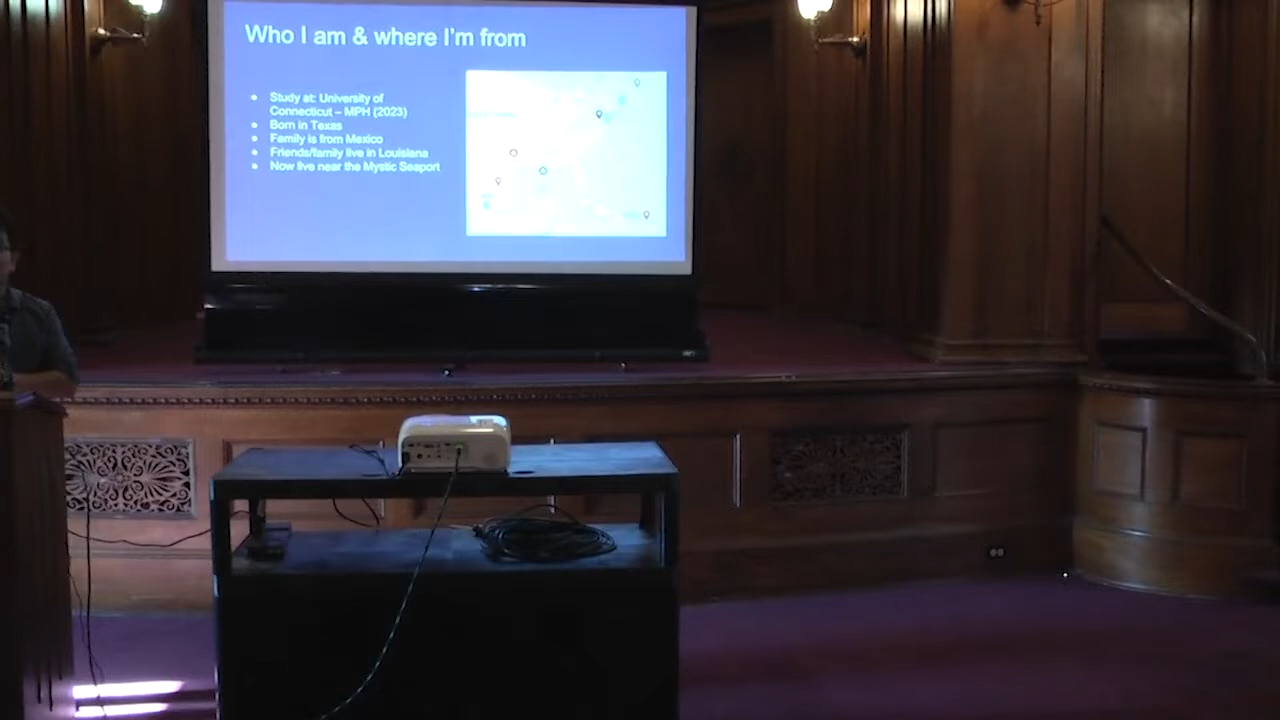 Who I am & where I'm from
● Study at: University of
Connecticut – MPH (2023)
● Born in Texas
● Family is from Mexico
● Friends/family live in Louisiana
● Now live near the Mystic Seaport